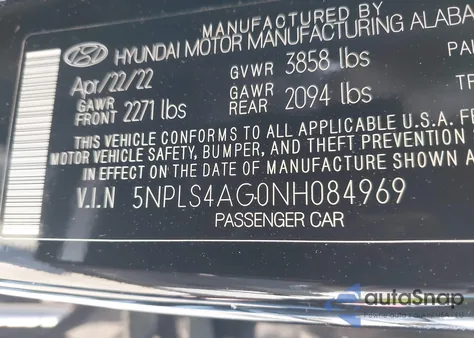 MANUFACTURED BY
HYUNDAI MOTOR MANUFACTURING ALABA
Apr/22/22 GVWR 3858 lbs PA
GAWR FRONT 2271 lbs GAWR REAR 2094 lbs TF
THIS VEHICLE CONFORMS TO ALL APPLICABLE U.S.A. FE
MOTOR VEHICLE SAFETY, BUMPER, AND THEFT PREVENTION
IN EFFECT ON THE DATE OF MANUFACTURE SHOWN A
V.I.N 5NPLS4AG0NH084969
PASSENGER CAR
autoSnap